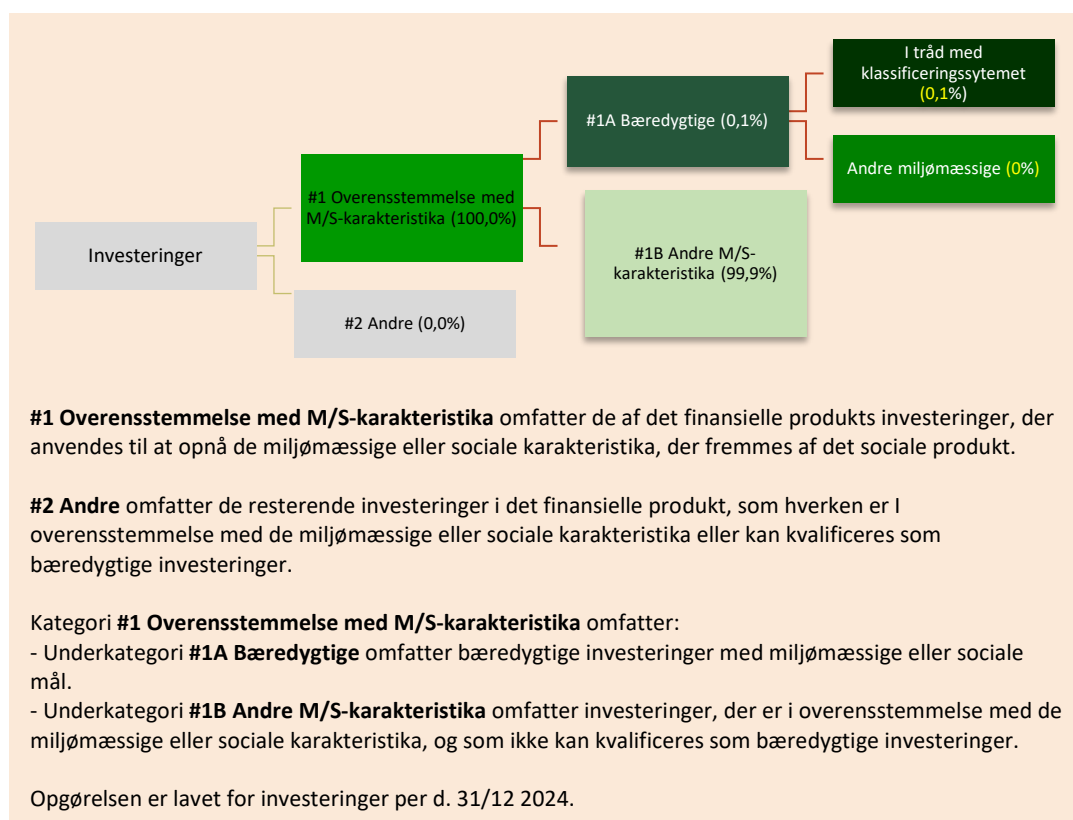 I tråd med
klassificeringssytemet
(0,1%)
#1A Bæredygtige (0,1%)
Andre miljømæssige (0%)
#1 Overensstemmelse med
M/S-karakteristika (100,0%)
Investeringer
#1B Andre M/S-
karakteristika (99,9%)
#2 Andre (0,0%)
#1 Overensstemmelse med M/S-karakteristika omfatter de af det finansielle produkts investeringer, der
anvendes til at opnå de miljømæssige eller sociale karakteristika, der fremmes af det sociale produkt.
#2 Andre omfatter de resterende investeringer i det finansielle produkt, som hverken er I
overensstemmelse med de miljømæssige eller sociale karakteristika eller kan kvalificeres som
bæredygtige investeringer.
Kategori #1 Overensstemmelse med M/S-karakteristika omfatter:
- Underkategori #1A Bæredygtige omfatter bæredygtige investeringer med miljømæssige eller sociale
mål.
- Underkategori #1B Andre M/S-karakteristika omfatter investeringer, der er i overensstemmelse med de
miljømæssige eller sociale karakteristika, og som ikke kan kvalificeres som bæredygtige investeringer.
Opgørelsen er lavet for investeringer per d. 31/12 2024.